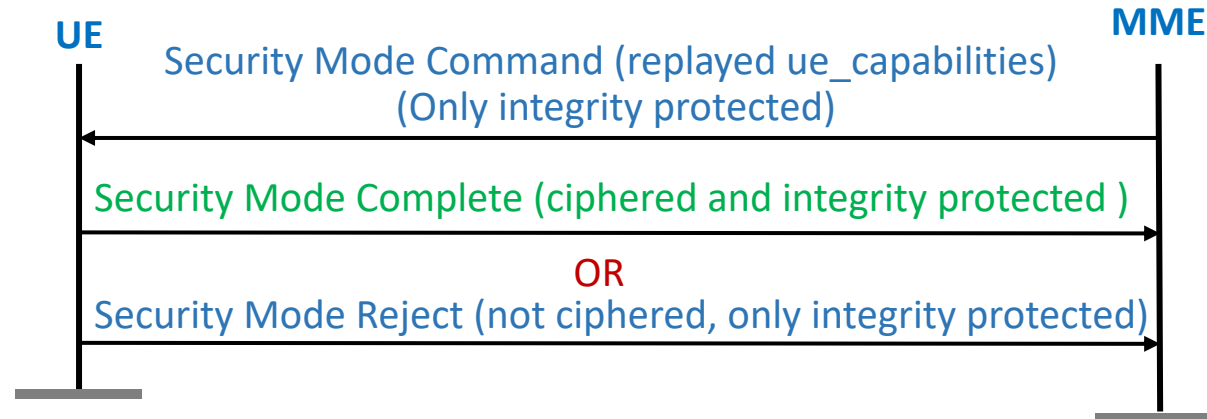 UE
MME
Security Mode Command (replayed ue_capabilities)
(Only integrity protected)
Security Mode Complete (ciphered and integrity protected )
OR
Security Mode Reject (not ciphered, only integrity protected)